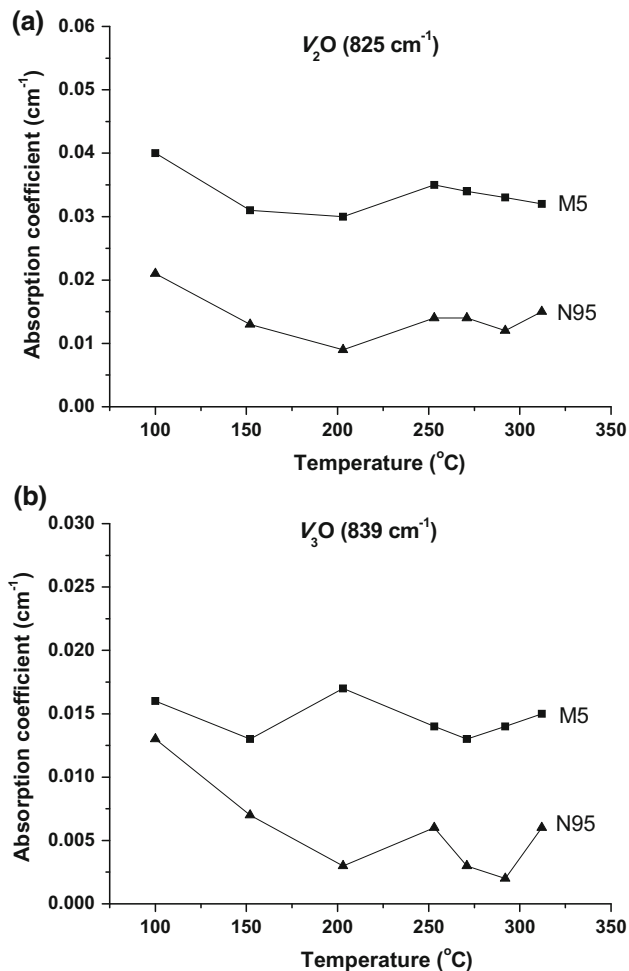 (a)
V₂O (825 cm⁻¹)
Absorption coefficient (cm⁻¹)
0.06
0.05
0.04
0.03
0.02
0.01
0.00
M5
N95
100 150 200 250 300 350
Temperature (°C)
(b)
V₃O (839 cm⁻¹)
Absorption coefficient (cm⁻¹)
0.030
0.025
0.020
0.015
0.010
0.005
0.000
M5
N95
100 150 200 250 300 350
Temperature (°C)